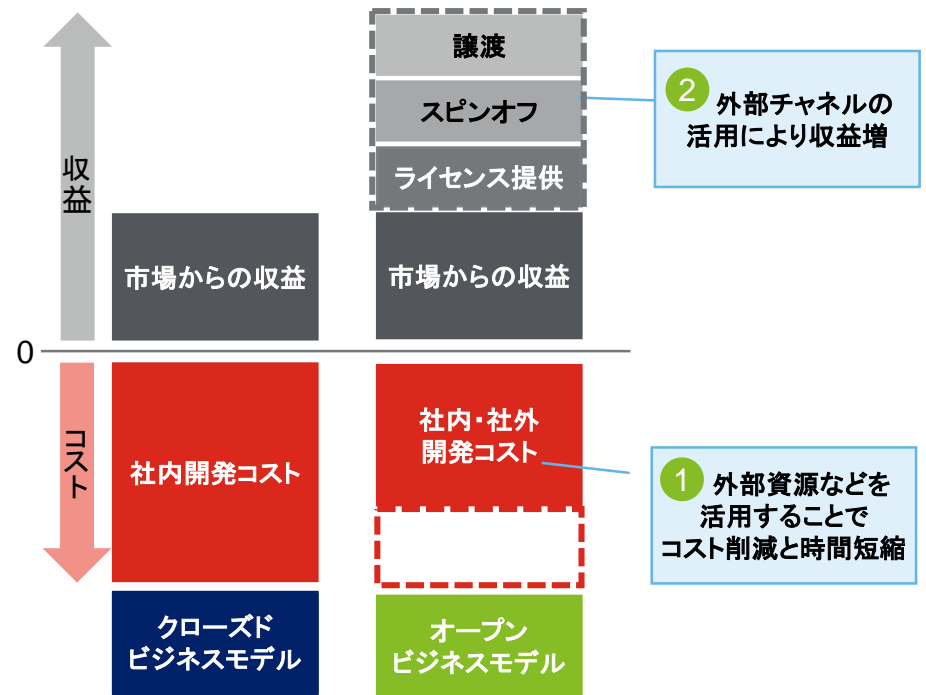 収益
0
コスト
譲渡
スピンオフ
ライセンス提供
市場からの収益
市場からの収益
社内開発コスト
社内・社外
開発コスト
クローズド
ビジネスモデル
オープン
ビジネスモデル
2 外部チャネルの
活用により収益増
1 外部資源などを
活用することで
コスト削減と時間短縮